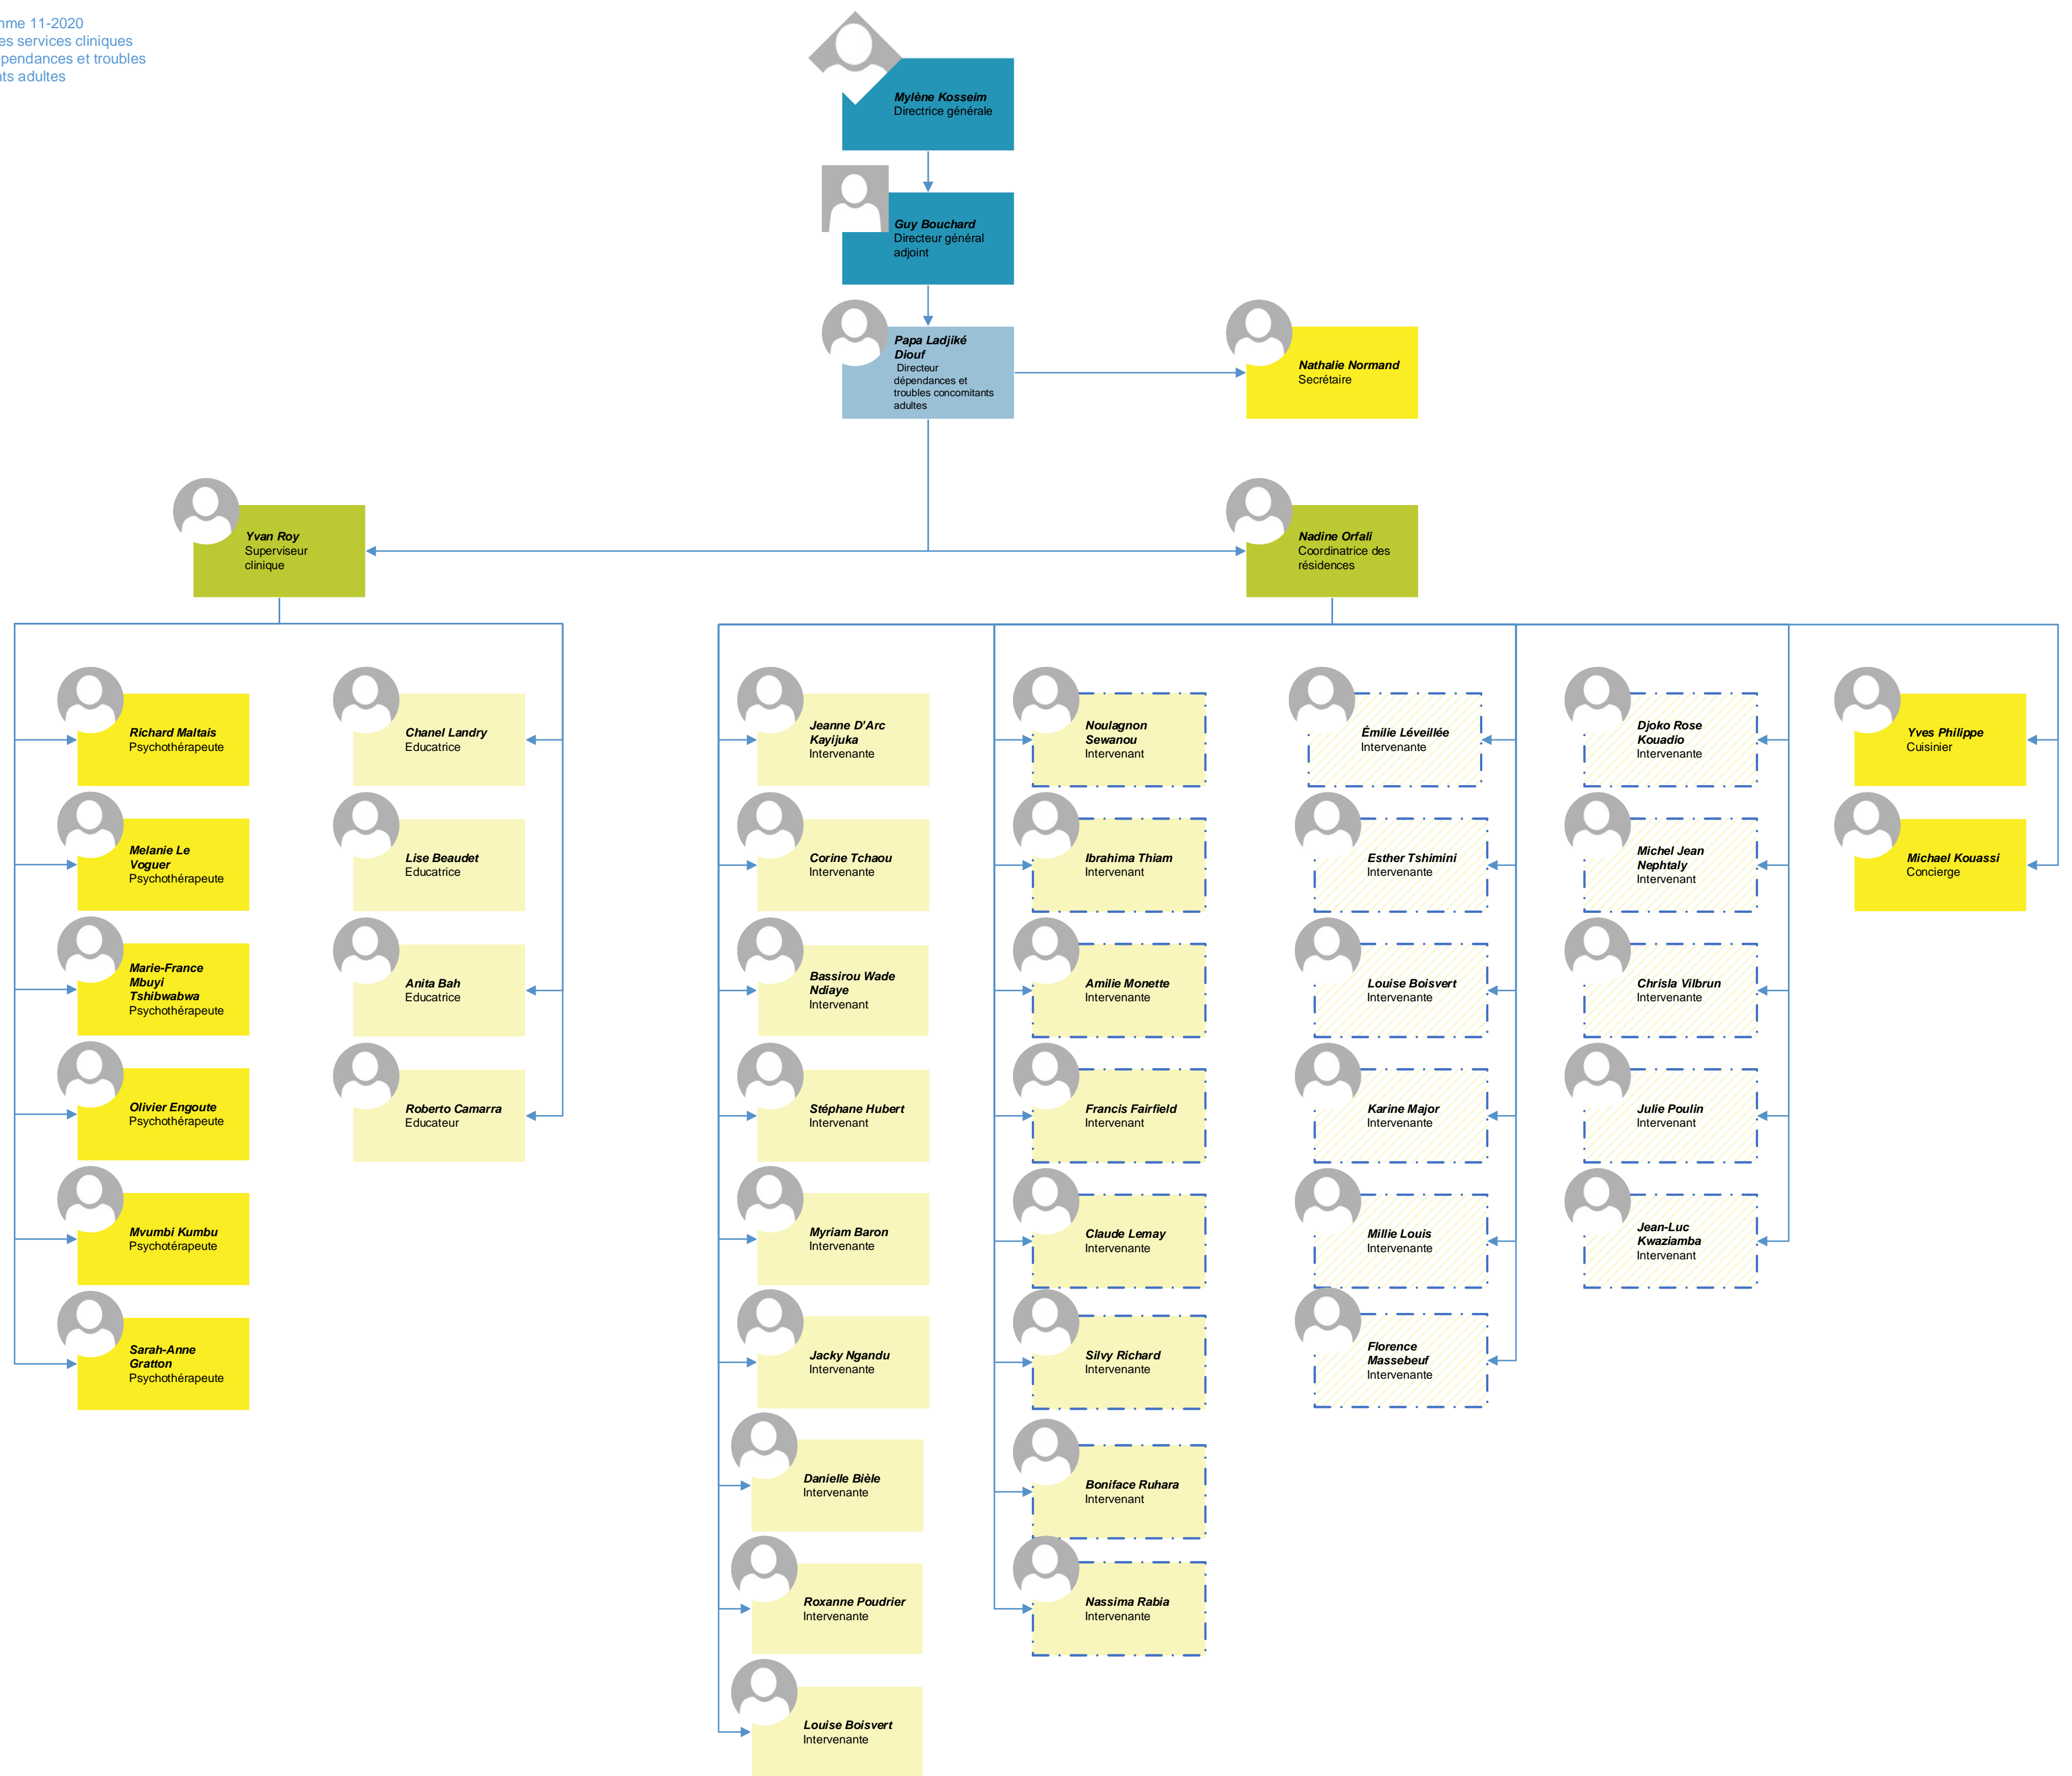 mme 11-2020
es services cliniques
pendances et troubles
nts adultes
Mylène Kosseim
Directrice générale
Guy Bouchard
Directeur général
adjoint
Papa Ladjiké
Diouf
Directeur
dépendances et
troubles concomitants
adultes
Nathalie Normand
Secrétaire
Yvan Roy
Superviseur
clinique
Nadine Orfali
Coordinatrice des
résidences
Richard Maltais
Psychothérapeute
Melanie Le
Voguer
Psychothérapeute
Marie-France
Mbuyi
Tshibwabwa
Psychothérapeute
Olivier Engoute
Psychothérapeute
Mvumbi Kumbu
Psychotérapeute
Sarah-Anne
Gratton
Psychothérapeute
Chanel Landry
Educatrice
Lise Beaudet
Educatrice
Anita Bah
Educatrice
Roberto Camarra
Educateur
Jeanne D'Arc
Kayijuka
Intervenante
Corine Tchaou
Intervenante
Bassirou Wade
Ndiaye
Intervenant
Stéphane Hubert
Intervenant
Myriam Baron
Intervenante
Jacky Ngandu
Intervenante
Danielle Bièle
Intervenante
Roxanne Poudrier
Intervenante
Louise Boisvert
Intervenante
Noulagnon
Sewanou
Intervenant
Ibrahima Thiam
Intervenant
Amilie Monette
Intervenante
Francis Fairfield
Intervenant
Claude Lemay
Intervenante
Silvy Richard
Intervenante
Boniface Ruhara
Intervenant
Nassima Rabia
Intervenante
Émilie Léveillée
Intervenante
Esther Tshimini
Intervenante
Louise Boisvert
Intervenante
Karine Major
Intervenante
Millie Louis
Intervenante
Florence
Massebeuf
Intervenante
Djoko Rose
Kouadio
Intervenante
Michel Jean
Nephtaly
Intervenant
Chrisla Vilbrun
Intervenante
Julie Poulin
Intervenant
Jean-Luc
Kwaziamba
Intervenant
Yves Philippe
Cuisinier
Michael Kouassi
Concierge